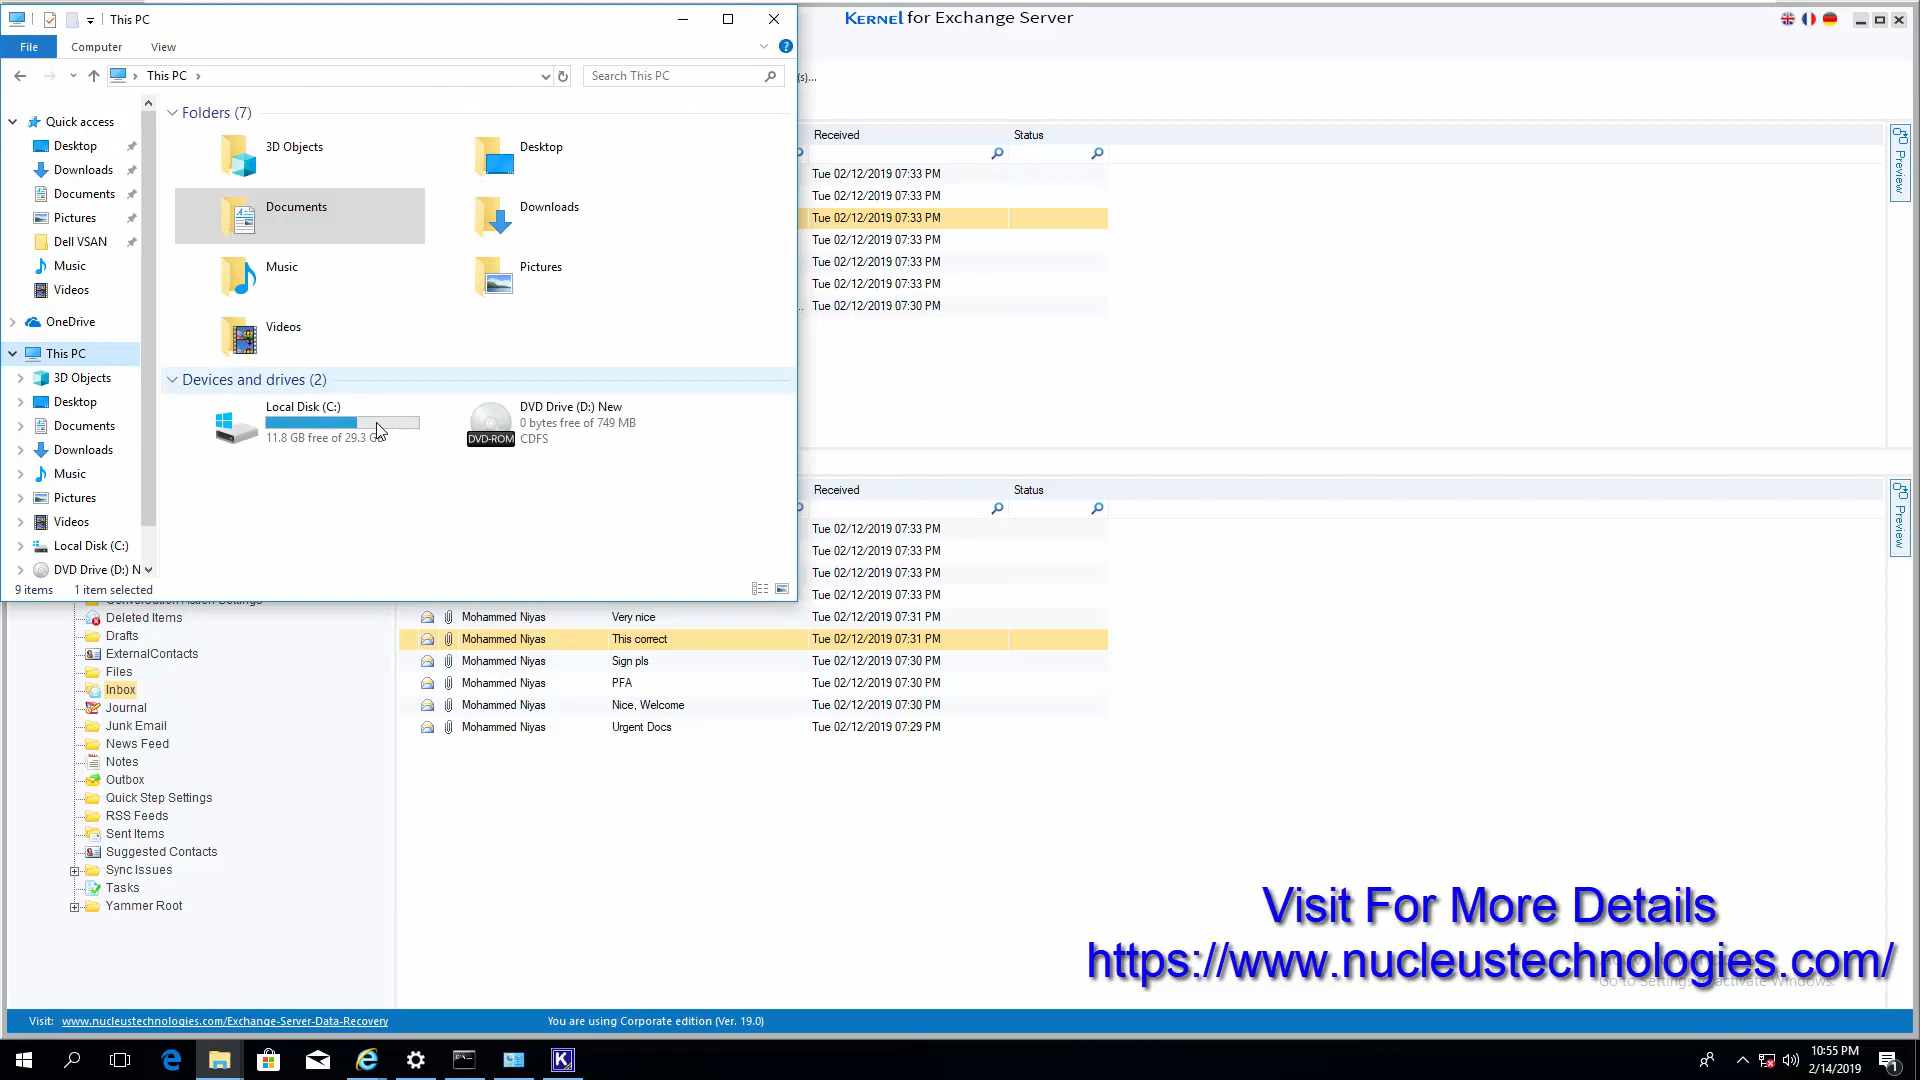 This PC
Kernel for Exchange Server
File Computer View
This PC
Search This PC
(s)...
Quick access
Desktop
Downloads
Documents
Pictures
Dell VSAN
Music
Videos
OneDrive
This PC
3D Objects
Desktop
Documents
Downloads
Music
Pictures
Videos
Local Disk (C:)
DVD Drive (D:) N
9 items 1 item selected
Folders (7)
3D Objects
Desktop
Documents
Downloads
Music
Pictures
Videos
Devices and drives (2)
Local Disk (C:)
11.8 GB free of 29.3
DVD Drive (D:) New
0 bytes free of 749 MB
CDFS
DVD-ROM
Received Status
Tue 02/12/2019 07:33 PM
Tue 02/12/2019 07:33 PM
Tue 02/12/2019 07:33 PM
Tue 02/12/2019 07:33 PM
Tue 02/12/2019 07:33 PM
Tue 02/12/2019 07:33 PM
.. Tue 02/12/2019 07:30 PM
Preview
Received Status
Tue 02/12/2019 07:33 PM
Tue 02/12/2019 07:33 PM
Tue 02/12/2019 07:33 PM
Tue 02/12/2019 07:33 PM
Mohammed Niyas Very nice Tue 02/12/2019 07:31 PM
Mohammed Niyas This correct Tue 02/12/2019 07:31 PM
Mohammed Niyas Sign pls Tue 02/12/2019 07:30 PM
Mohammed Niyas PFA Tue 02/12/2019 07:30 PM
Mohammed Niyas Nice, Welcome Tue 02/12/2019 07:30 PM
Mohammed Niyas Urgent Docs Tue 02/12/2019 07:29 PM
Preview
Deleted Items
Drafts
ExternalContacts
Files
Inbox
Journal
Junk Email
News Feed
Notes
Outbox
Quick Step Settings
RSS Feeds
Sent Items
Suggested Contacts
Sync Issues
Tasks
Yammer Root
Visit For More Details
https://www.nucleustechnologies.com/
Go to Settings to activate Windows.
Visit: www.nucleustechnologies.com/Exchange-Server-Data-Recovery
You are using Corporate edition (Ver. 19.0)
10:55 PM
2/14/2019
1